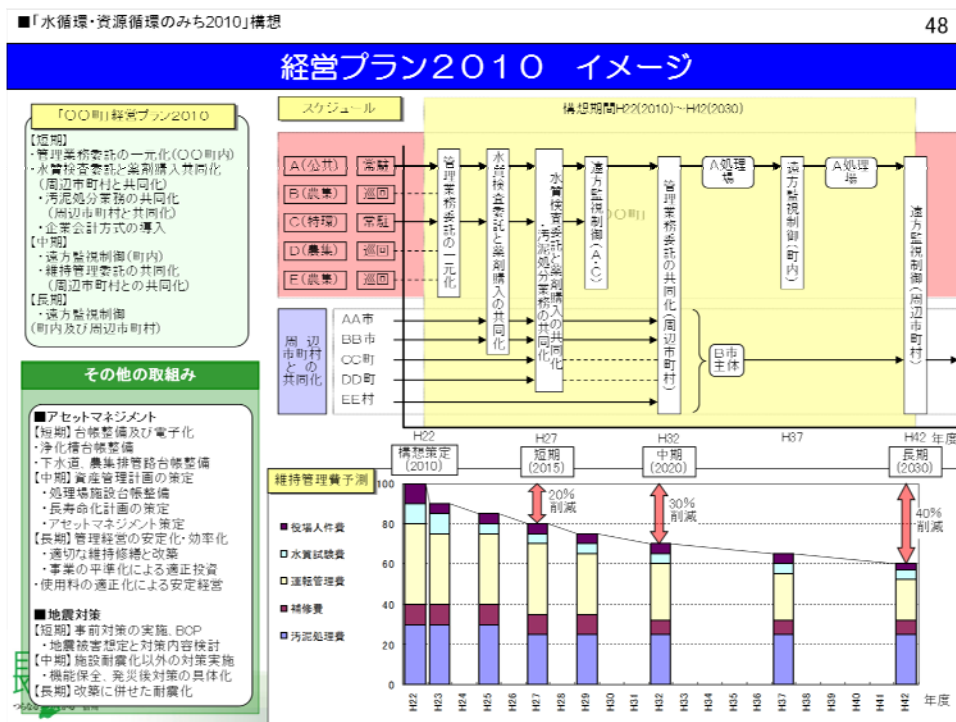 ■「水循環・資源循環のみち2010」構想
48
経営プラン2010 イメージ
「〇〇町」経営プラン2010
【短期】
・管理業務委託の一元化(〇〇町内)
・水質検査委託と薬剤購入共同化
(周辺市町村と共同化)
・汚泥処分業務の共同化
(周辺市町村と共同化)
・企業会計方式の導入
【中期】
・遠方監視制御(町内)
・維持管理委託の共同化
(周辺市町村との共同化)
【長期】
・遠方監視制御
(町内及び周辺市町村)
その他の取組み
■アセットマネジメント
【短期】台帳整備及び電子化
・浄化槽台帳整備
・下水道、農集排管路台帳整備
【中期】資産管理計画の策定
・処理場施設台帳整備
・長寿命化計画の策定
・アセットマネジメント策定
【長期】管理経営の安定化・効率化
・適切な維持修繕と改築
・事業の平準化による適正投資
・使用料の適正化による安定経営
■地震対策
【短期】事前対策の実施、BCP
・地震被害想定と対策内容検討
【中期】施設耐震化以外の対策実施
・機能保全、発災後対策の具体化
【長期】改築に併せた耐震化
スケジュール
構想期間H22(2010)~H42(2030)
A(公共) 常駐
B(農集) 巡回
C(特環) 常駐
D(農集) 巡回
E(農集) 巡回
管理業務委託の一元化
水質検査委託と薬剤購入の共同化
水質検査委託と薬剤購入の共同化
・汚泥処分業務の共同化
遠方監視制御(A・C)
〇〇町」
管理業務委託の共同化(周辺市町村)
A処理場
遠方監視制御(町内)
A処理場
遠方監視制御(周辺市町村)
周辺市町村との共同化
AA市
BB市
CC町
DD町
EE村
B市主体
H22 H27 H32 H37 H42 年度
構想策定(2010)
短期(2015)
中期(2020)
長期(2030)
維持管理費予測
100
80
60
40
20
0
役場人件費
水質試験費
運転管理費
補修費
汚泥処理費
20%削減
30%削減
40%削減
H22 H23 H24 H25 H26 H27 H28 H29 H30 H31 H32 H33 H34 H35 H36 H37 H38 H39 H40 H41 H42 年度